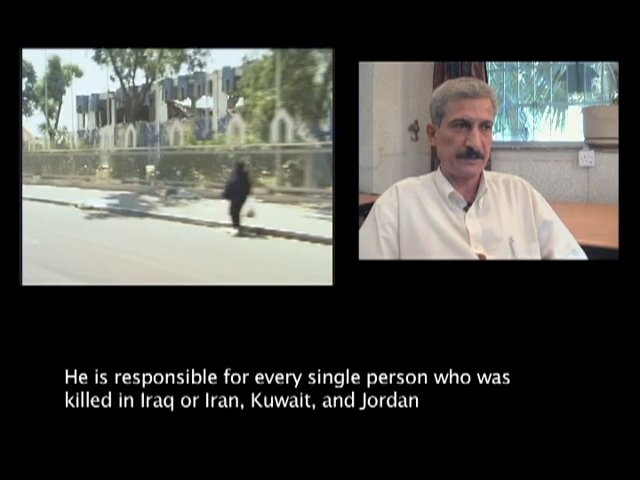 He is responsible for every single person who was
killed in Iraq or Iran, Kuwait, and Jordan